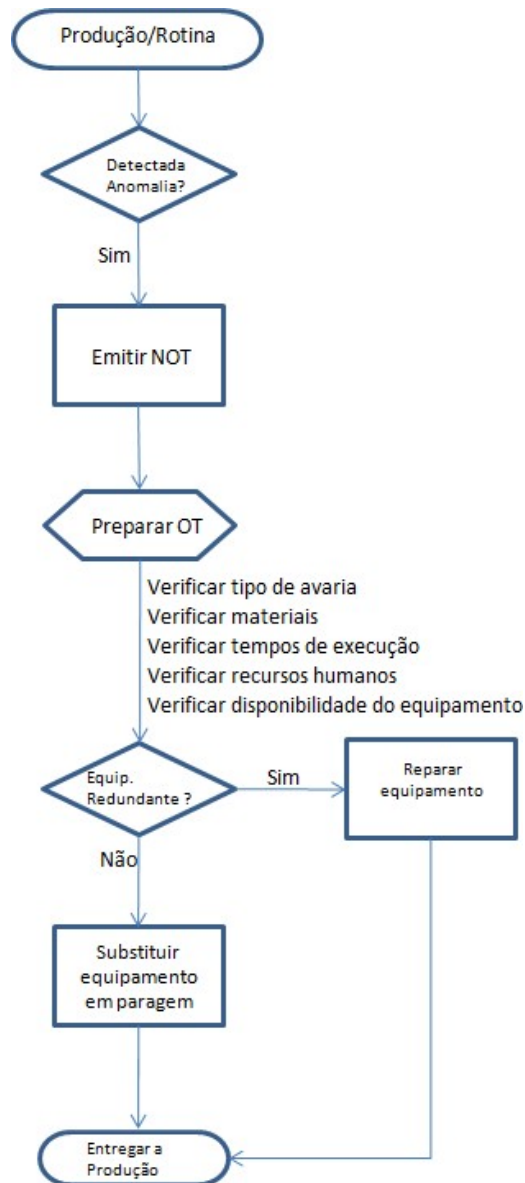 Produção/Rotina
Detectada
Anomalia?
Sim
Emitir NOT
Preparar OT
Verificar tipo de avaria
Verificar materiais
Verificar tempos de execução
Verificar recursos humanos
Verificar disponibilidade do equipamento
Equip.
Redundante ?
Sim
Reparar
equipamento
Não
Substituir
equipamento
em paragem
Entregar a
Produção